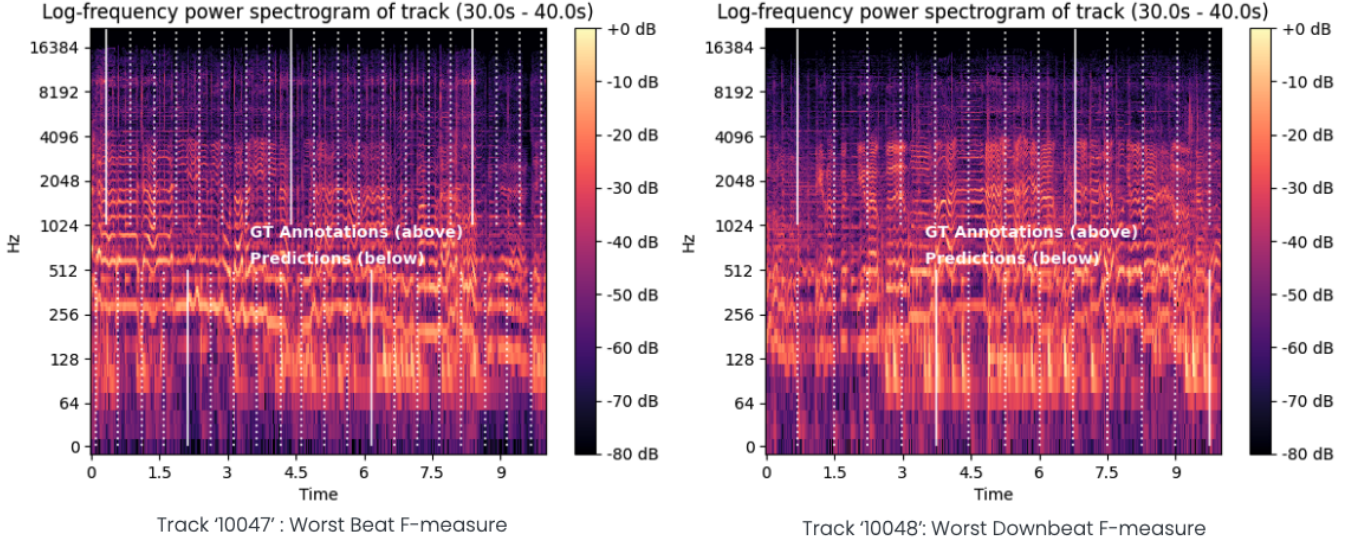 Log-frequency power spectrogram of track (30.0s - 40.0s)
16384
8192
4096
2048
1024
512
256
128
64
0
Hz
GT Annotations (above)
Predictions (below)
0
1.5
3
4.5
6
7.5
9
Time
+0 dB
-10 dB
-20 dB
-30 dB
-40 dB
-50 dB
-60 dB
-70 dB
-80 dB
Track ‘10047’ : Worst Beat F-measure
Log-frequency power spectrogram of track (30.0s - 40.0s)
16384
8192
4096
2048
1024
512
256
128
64
0
Hz
GT Annotations (above)
Predictions (below)
0
1.5
3
4.5
6
7.5
9
Time
+0 dB
-10 dB
-20 dB
-30 dB
-40 dB
-50 dB
-60 dB
-70 dB
-80 dB
Track ‘10048’: Worst Downbeat F-measure